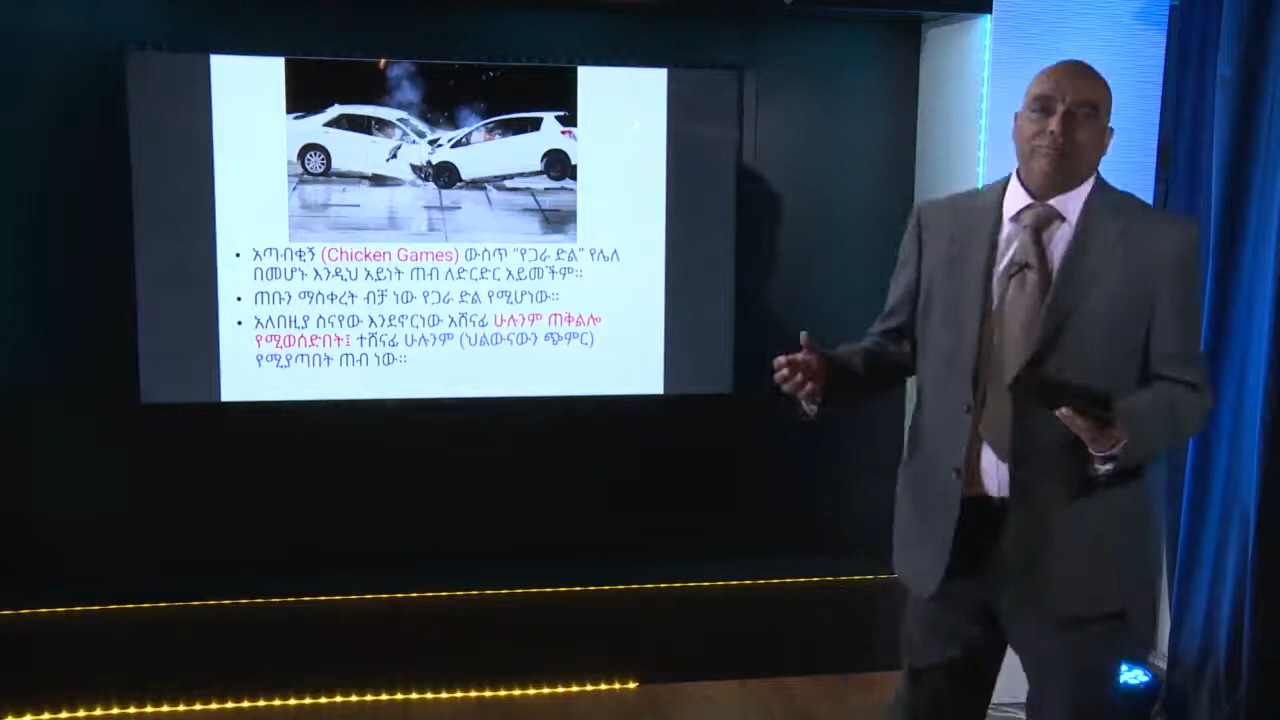 • አጣብቂኝ (Chicken Games) ውስጥ “የጋራ ድል” የሌለ
በመሆኑ እንዲህ አይነት ጠብ ለድርድር አይመችም።
• ጠቡን ማስቀረት ብቻ ነው የጋራ ድል የሚሆነው።
• አለበዚያ ስናየው እንደኖርነው አሸናፊ ሁሉንም ጠቅልሎ
የሚወሰድበት፤ ተሸናፊ ሁሉንም (ህልውናውን ጭምር)
የሚያጣበት ጠብ ነው።